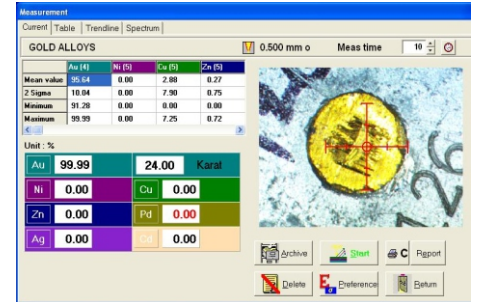 Measurement
Current Table Trendline Spectrum
GOLD ALLOYS 0.500 mm o Meas time 10
Au (4) Ni (5) Cu (5) Zn (5)
Mean value 95.64 0.00 2.88 0.27
2 Sigma 10.04 0.00 7.90 0.75
Minimum 91.28 0.00 0.00 0.00
Maximum 99.99 0.00 7.25 0.72
Unit : %
Au 99.99 24.00 Karat
Ni 0.00 Cu 0.00
Zn 0.00 Pd 0.00
Ag 0.00 Cd 0.00
Archive Start C Report
Delete E Preference Return